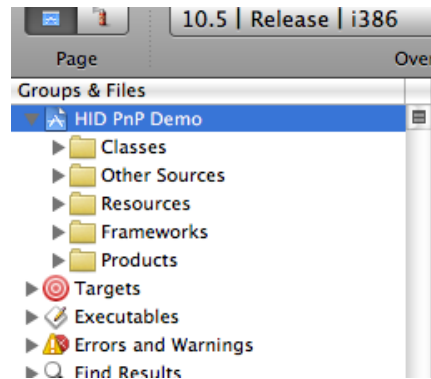 10.5 | Release | i386
Page
Groups & Files
HID PnP Demo
Classes
Other Sources
Resources
Frameworks
Products
Targets
Executables
Errors and Warnings
Find Results